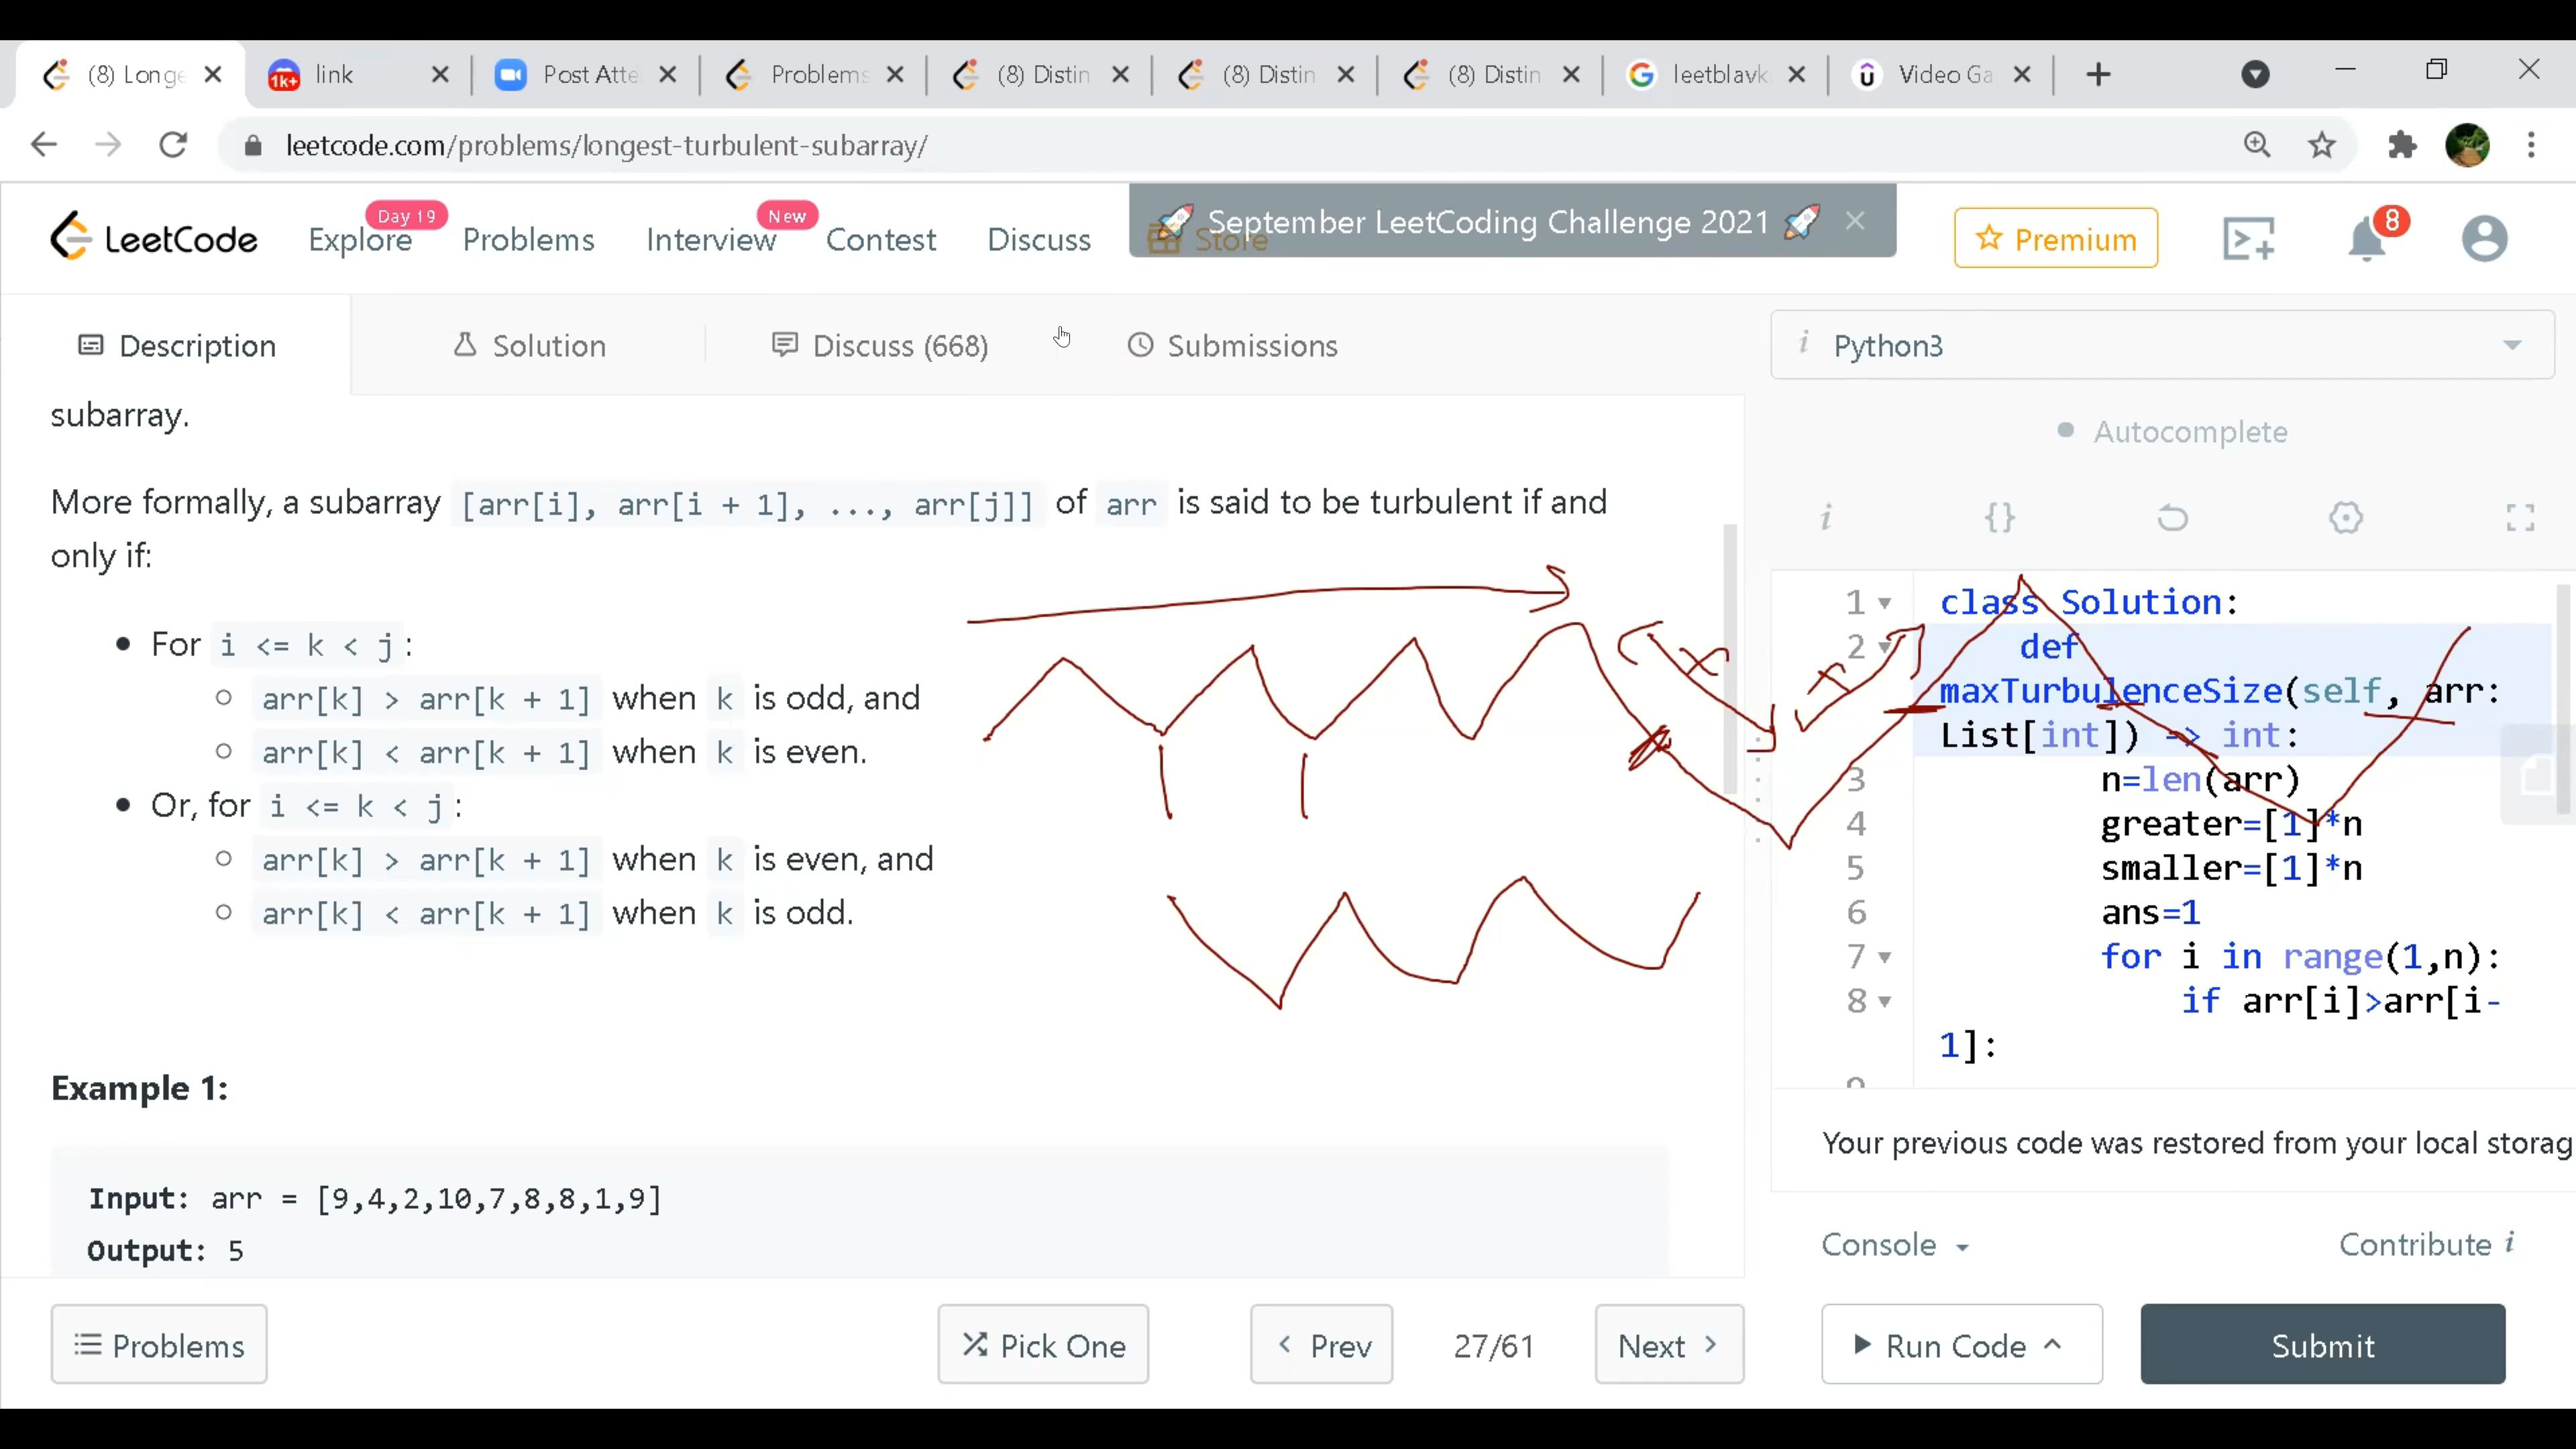 (8) Longe
1K+ link
Post Atte
Problems
(8) Distin
(8) Distin
(8) Distin
leetblavk
Video Ga
leetcode.com/problems/longest-turbulent-subarray/
LeetCode
Explore Day 19
Problems
Interview New
Contest
Discuss
Store
September LeetCoding Challenge 2021
Premium
8
Description
Solution
Discuss (668)
Submissions
Python3
Autocomplete
subarray.
More formally, a subarray [arr[i], arr[i + 1], ..., arr[j]] of arr is said to be turbulent if and
only if:
• For i <= k < j:
○ arr[k] > arr[k + 1] when k is odd, and
○ arr[k] < arr[k + 1] when k is even.
• Or, for i <= k < j:
○ arr[k] > arr[k + 1] when k is even, and
○ arr[k] < arr[k + 1] when k is odd.
Example 1:
Input: arr = [9,4,2,10,7,8,8,1,9]
Output: 5
1 class Solution:
2 def
maxTurbulenceSize(self, arr:
List[int]) -> int:
3 n=len(arr)
4 greater=[1]*n
5 smaller=[1]*n
6 ans=1
7 for i in range(1,n):
8 if arr[i]>arr[i-
1]:
Your previous code was restored from your local storag
Console
Contribute i
Problems
Pick One
Prev
27/61
Next
Run Code
Submit